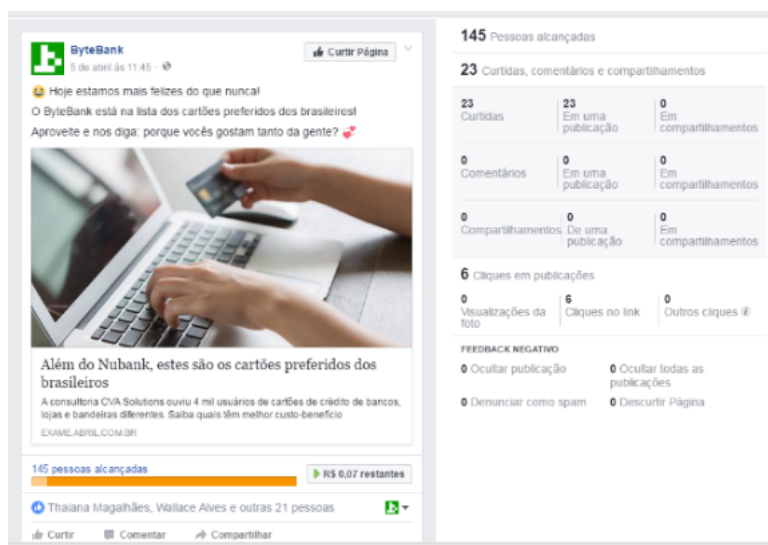 ByteBank
Curtir Página
5 de abril às 11:45 ·
Hoje estamos mais felizes do que nunca!
O ByteBank está na lista dos cartões preferidos dos brasileiros!
Aproveite e nos diga: porque vocês gostam tanto da gente?
Além do Nubank, estes são os cartões preferidos dos
brasileiros
A consultoria CVA Solutions ouviu 4 mil usuários de cartões de crédito de bancos,
lojas e bandeiras diferentes. Saiba quais têm melhor custo-benefício
EXAME.ABRIL.COM.BR
145 pessoas alcançadas
R$ 0,07 restantes
Thaiana Magalhães, Wallace Alves e outras 21 pessoas
Curtir Comentar Compartilhar
145 Pessoas alcançadas
23 Curtidas, comentários e compartilhamentos
23 23 0
Curtidas Em uma Em
publicação compartilhamentos
0 0 0
Comentários Em uma Em
publicação compartilhamentos
0 0 0
Compartilhamentos De uma Em
publicação compartilhamentos
6 Cliques em publicações
0 6 0
Visualizações da Cliques no link Outros cliques
foto
FEEDBACK NEGATIVO
0 Ocultar publicação 0 Ocultar todas as
publicações
0 Denunciar como spam 0 Descurtir Página